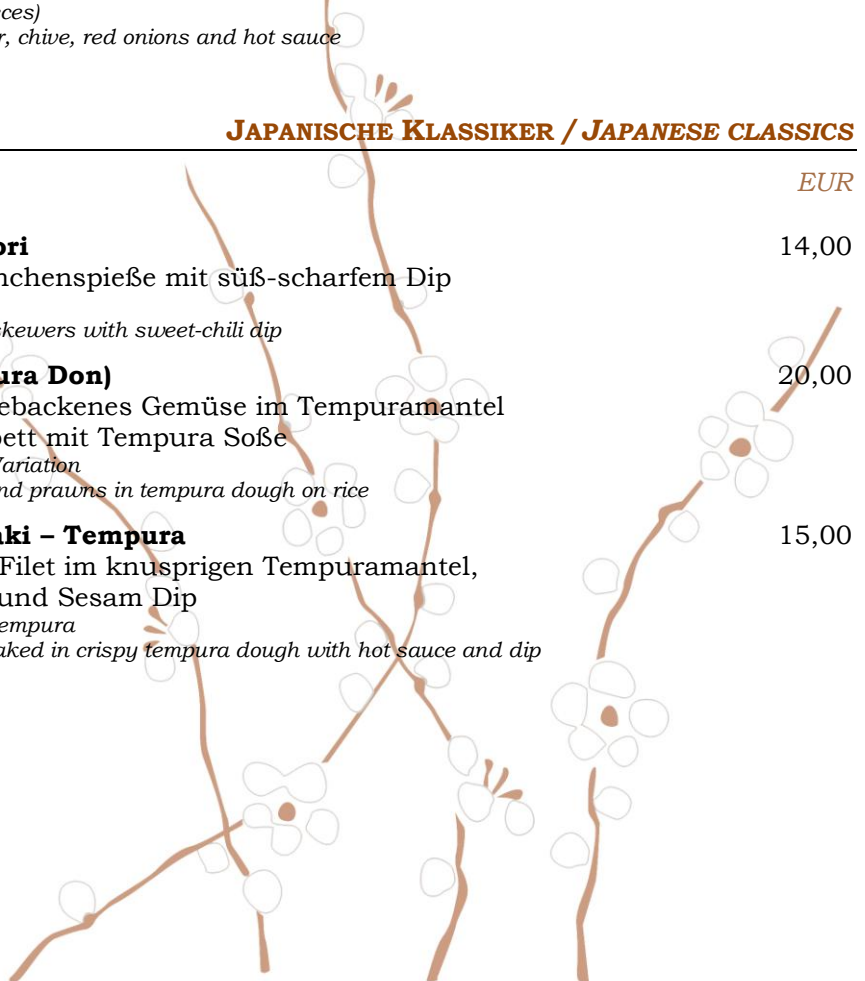 ces)
r, chive, red onions and hot sauce
JAPANISCHE KLASSIKER / JAPANESE CLASSICS
EUR
ori 14,00
nchenspieße mit süß-scharfem Dip
skewers with sweet-chili dip
ura Don) 20,00
ebackenes Gemüse im Tempuramantel
bett mit Tempura Soße
Variation
nd prawns in tempura dough on rice
aki – Tempura 15,00
Filet im knusprigen Tempuramantel,
und Sesam Dip
empura
aked in crispy tempura dough with hot sauce and dip